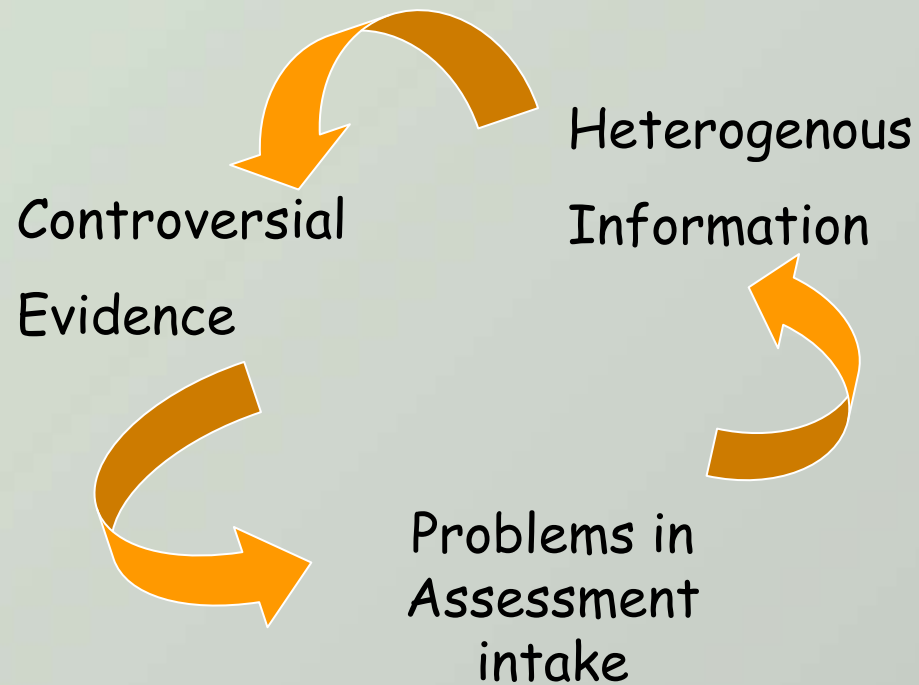 Heterogenous
Information
Controversial
Evidence
Problems in
Assessment
intake